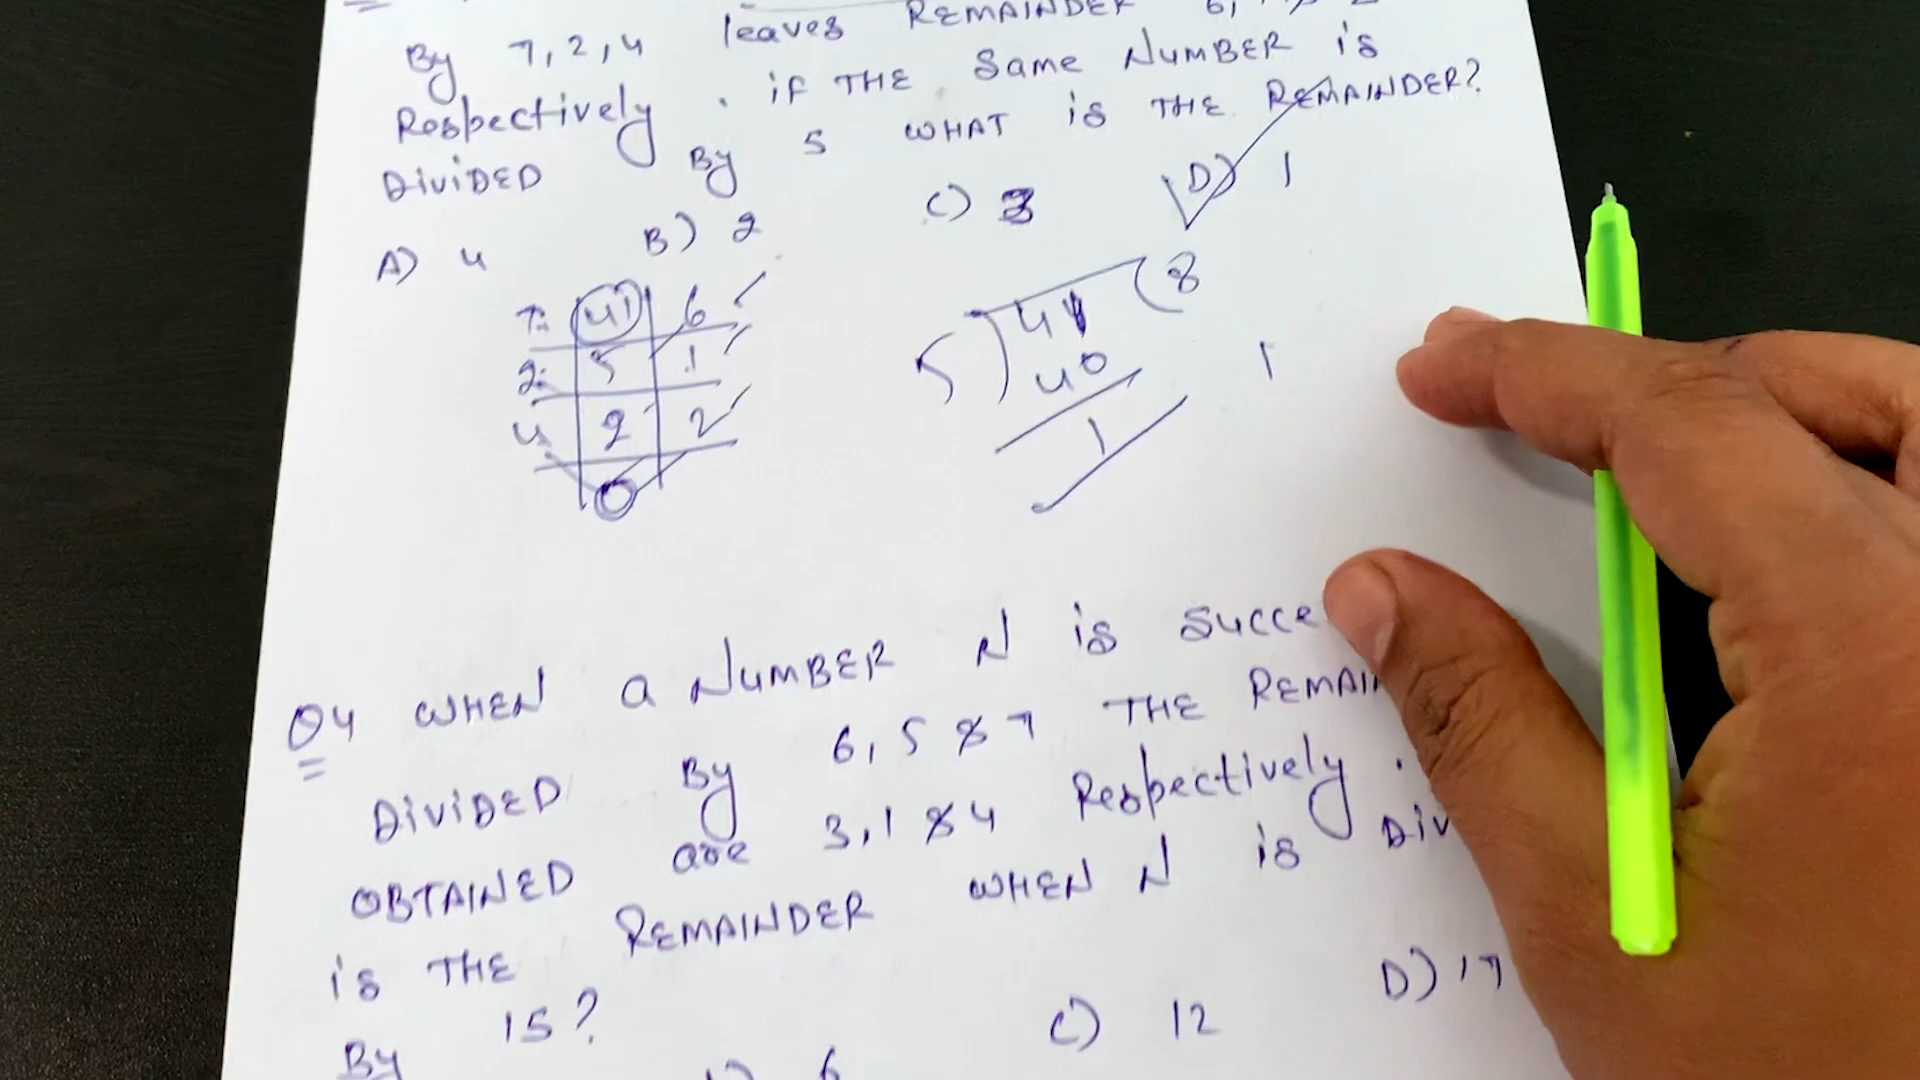 By 7,2,4 leaves REMAINDER 6,
Respectively. if THE Same NUMBER is
DiviDED By 5 WHAT is THE REMAINDER?
A) 4 B) 2 C) 3 D) 1
7: 41 6
2: 5 1
4: 2 2
0
5) 41 (8
40
1
1
Q4 WHEN a NUMBER N is Succe
DiviDED By 6,5 & 7 THE REMAIN
OBTAINED are 3,1 & 4 Respectively.
is THE REMAINDER WHEN N is Div
By 15?
6 C) 12 D) 17